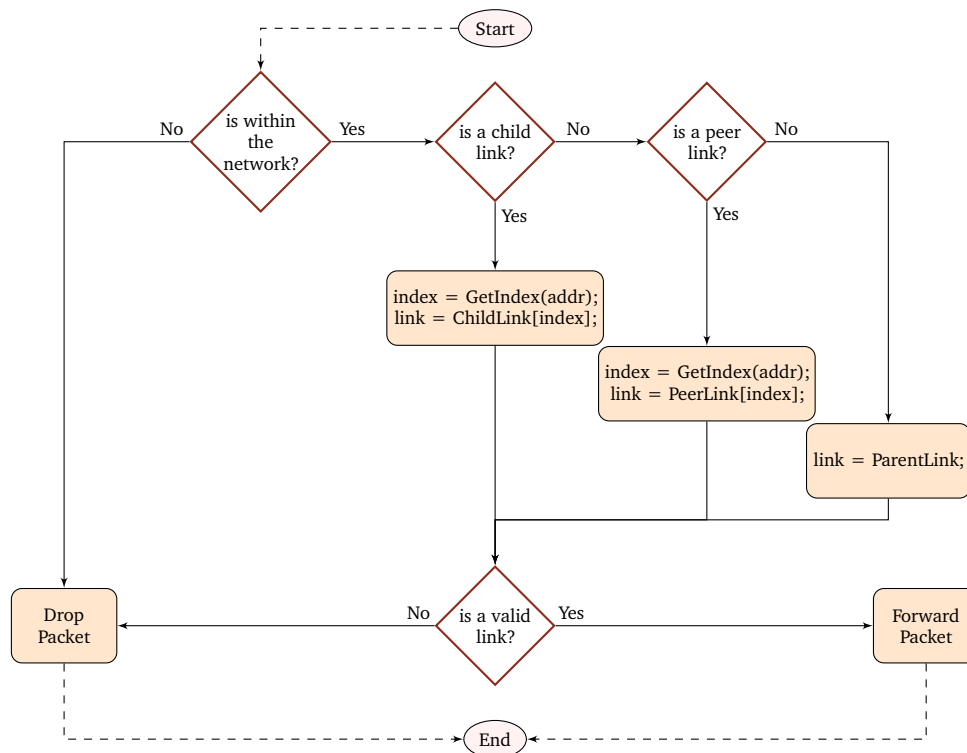 Start
is within
the
network?
No
Yes
is a child
link?
No
Yes
is a peer
link?
No
Yes
index = GetIndex(addr);
link = ChildLink[index];
index = GetIndex(addr);
link = PeerLink[index];
link = ParentLink;
Drop
Packet
No
is a valid
link?
Yes
Forward
Packet
End